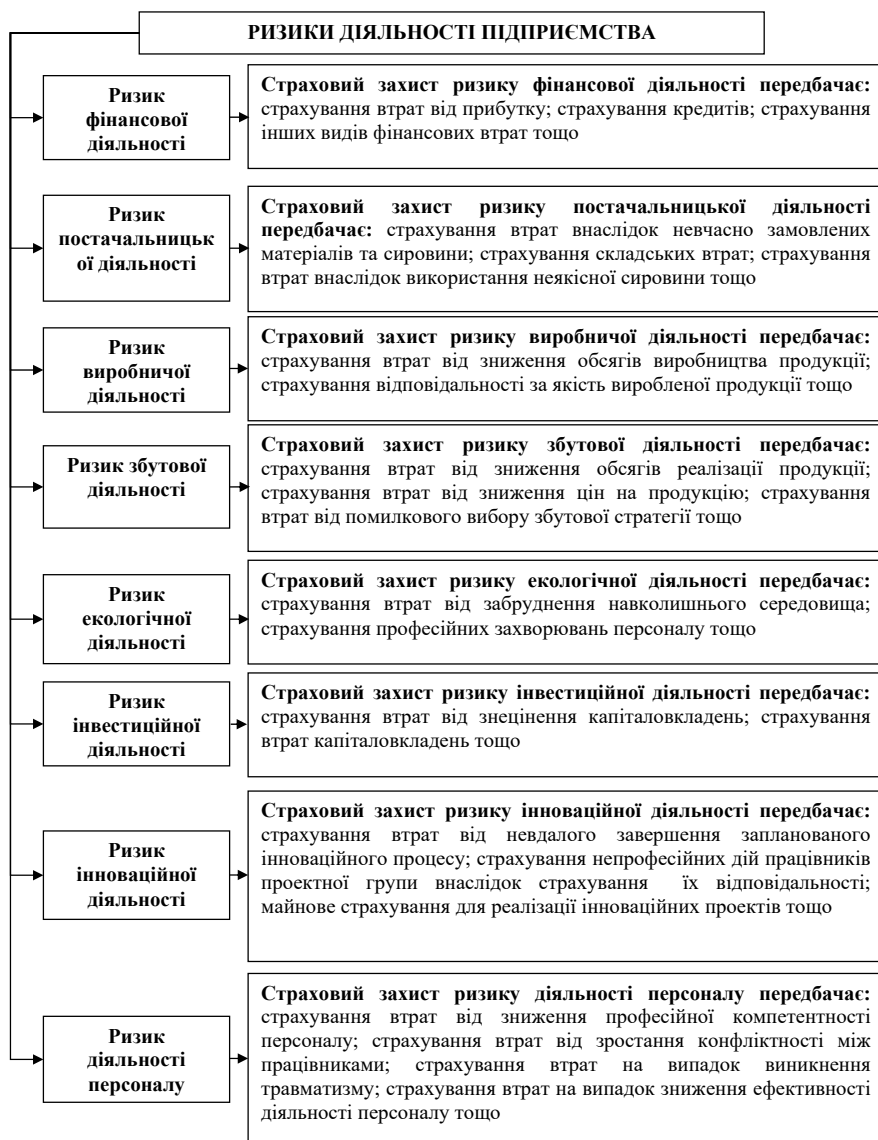 РИЗИКИ ДІЯЛЬНОСТІ ПІДПРИЄМСТВА
Ризик
фінансової
діяльності
Страховий захист ризику фінансової діяльності передбачає:
страхування втрат від прибутку; страхування кредитів; страхування
інших видів фінансових втрат тощо
Ризик
постачальницьк
ої діяльності
Страховий захист ризику постачальницької діяльності
передбачає: страхування втрат внаслідок невчасно замовлених
матеріалів та сировини; страхування складських втрат; страхування
втрат внаслідок використання неякісної сировини тощо
Ризик
виробничої
діяльності
Страховий захист ризику виробничої діяльності передбачає:
страхування втрат від зниження обсягів виробництва продукції;
страхування відповідальності за якість виробленої продукції тощо
Ризик збутової
діяльності
Страховий захист ризику збутової діяльності передбачає:
страхування втрат від зниження обсягів реалізації продукції;
страхування втрат від зниження цін на продукцію; страхування
втрат від помилкового вибору збутової стратегії тощо
Ризик
екологічної
діяльності
Страховий захист ризику екологічної діяльності передбачає:
страхування втрат від забруднення навколишнього середовища;
страхування професійних захворювань персоналу тощо
Ризик
інвестиційної
діяльності
Страховий захист ризику інвестиційної діяльності передбачає:
страхування втрат від знецінення капіталовкладень; страхування
втрат капіталовкладень тощо
Ризик
інноваційної
діяльності
Страховий захист ризику інноваційної діяльності передбачає:
страхування втрат від невдалого завершення запланованого
інноваційного процесу; страхування непрофесійних дій працівників
проектної групи внаслідок страхування їх відповідальності;
майнове страхування для реалізації інноваційних проектів тощо
Ризик
діяльності
персоналу
Страховий захист ризику діяльності персоналу передбачає:
страхування втрат від зниження професійної компетентності
персоналу; страхування втрат від зростання конфліктності між
працівниками; страхування втрат на випадок виникнення
травматизму; страхування втрат на випадок зниження ефективності
діяльності персоналу тощо